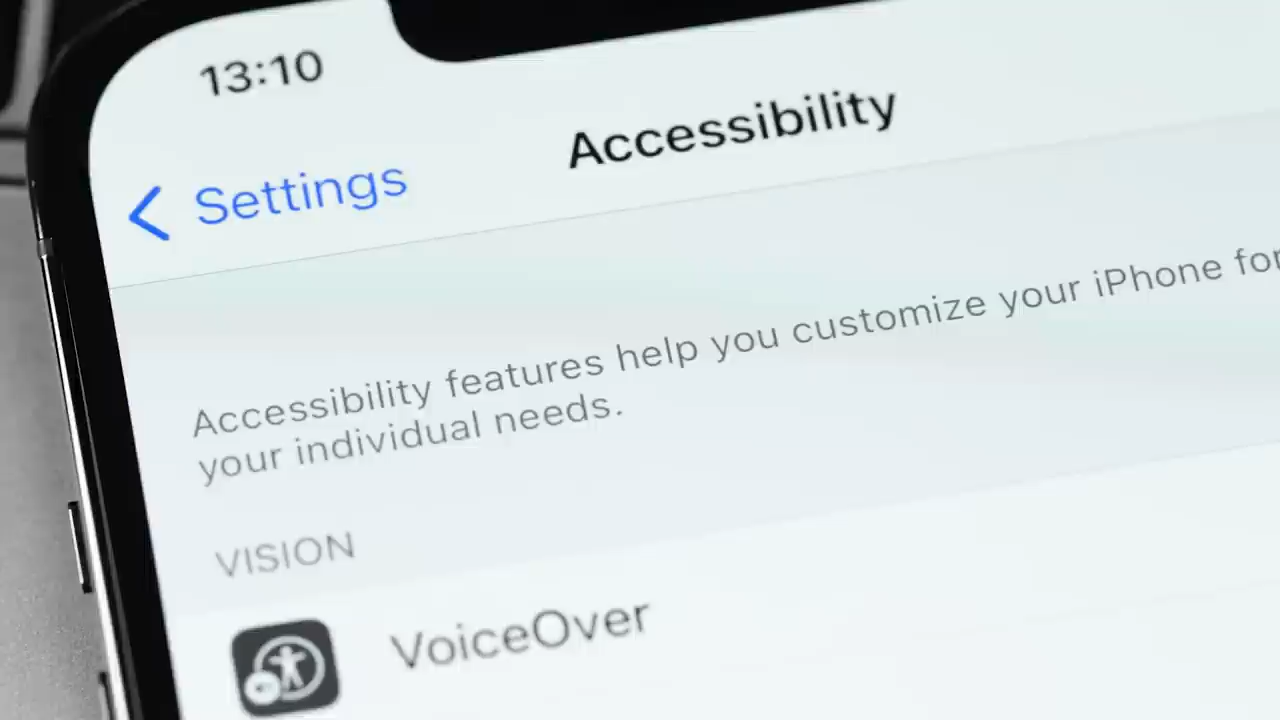 13:10
Settings
Accessibility
Accessibility features help you customize your iPhone for
your individual needs.
VISION
VoiceOver